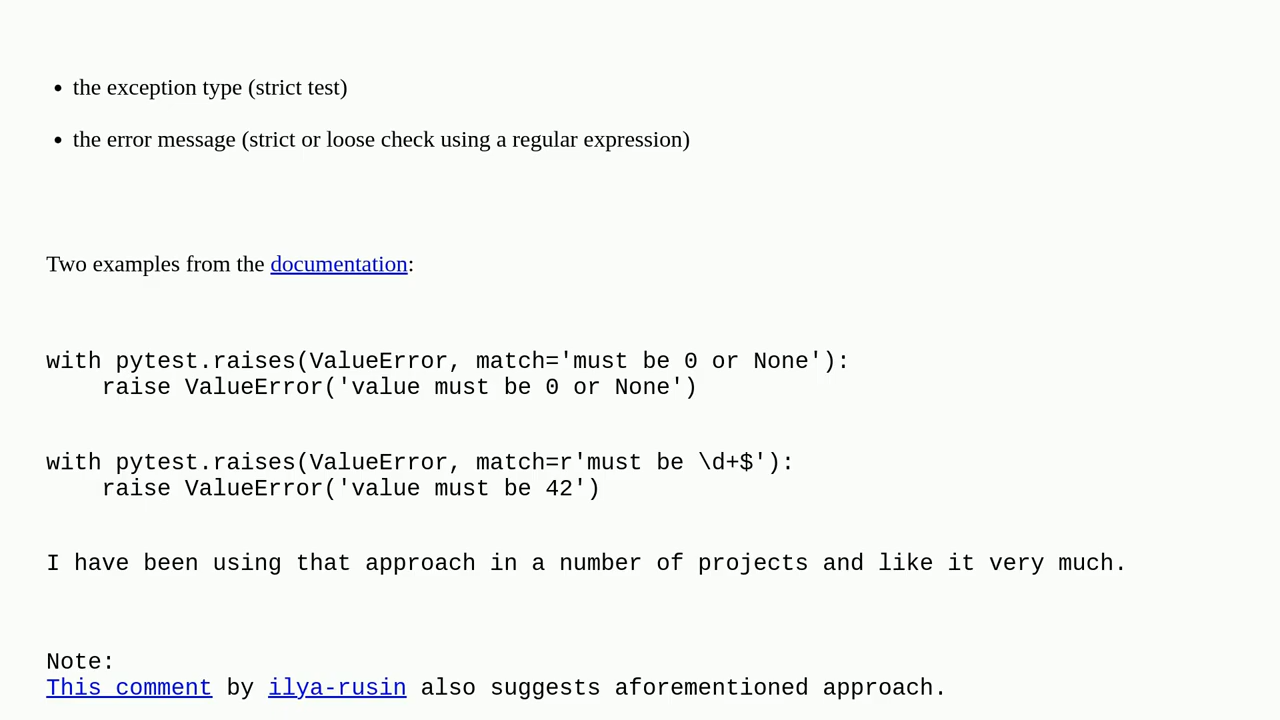 • the exception type (strict test)
• the error message (strict or loose check using a regular expression)
Two examples from the documentation:
with pytest.raises(ValueError, match='must be 0 or None'):
    raise ValueError('value must be 0 or None')
with pytest.raises(ValueError, match=r'must be \d+$'):
    raise ValueError('value must be 42')
I have been using that approach in a number of projects and like it very much.
Note:
This comment by ilya-rusin also suggests aforementioned approach.